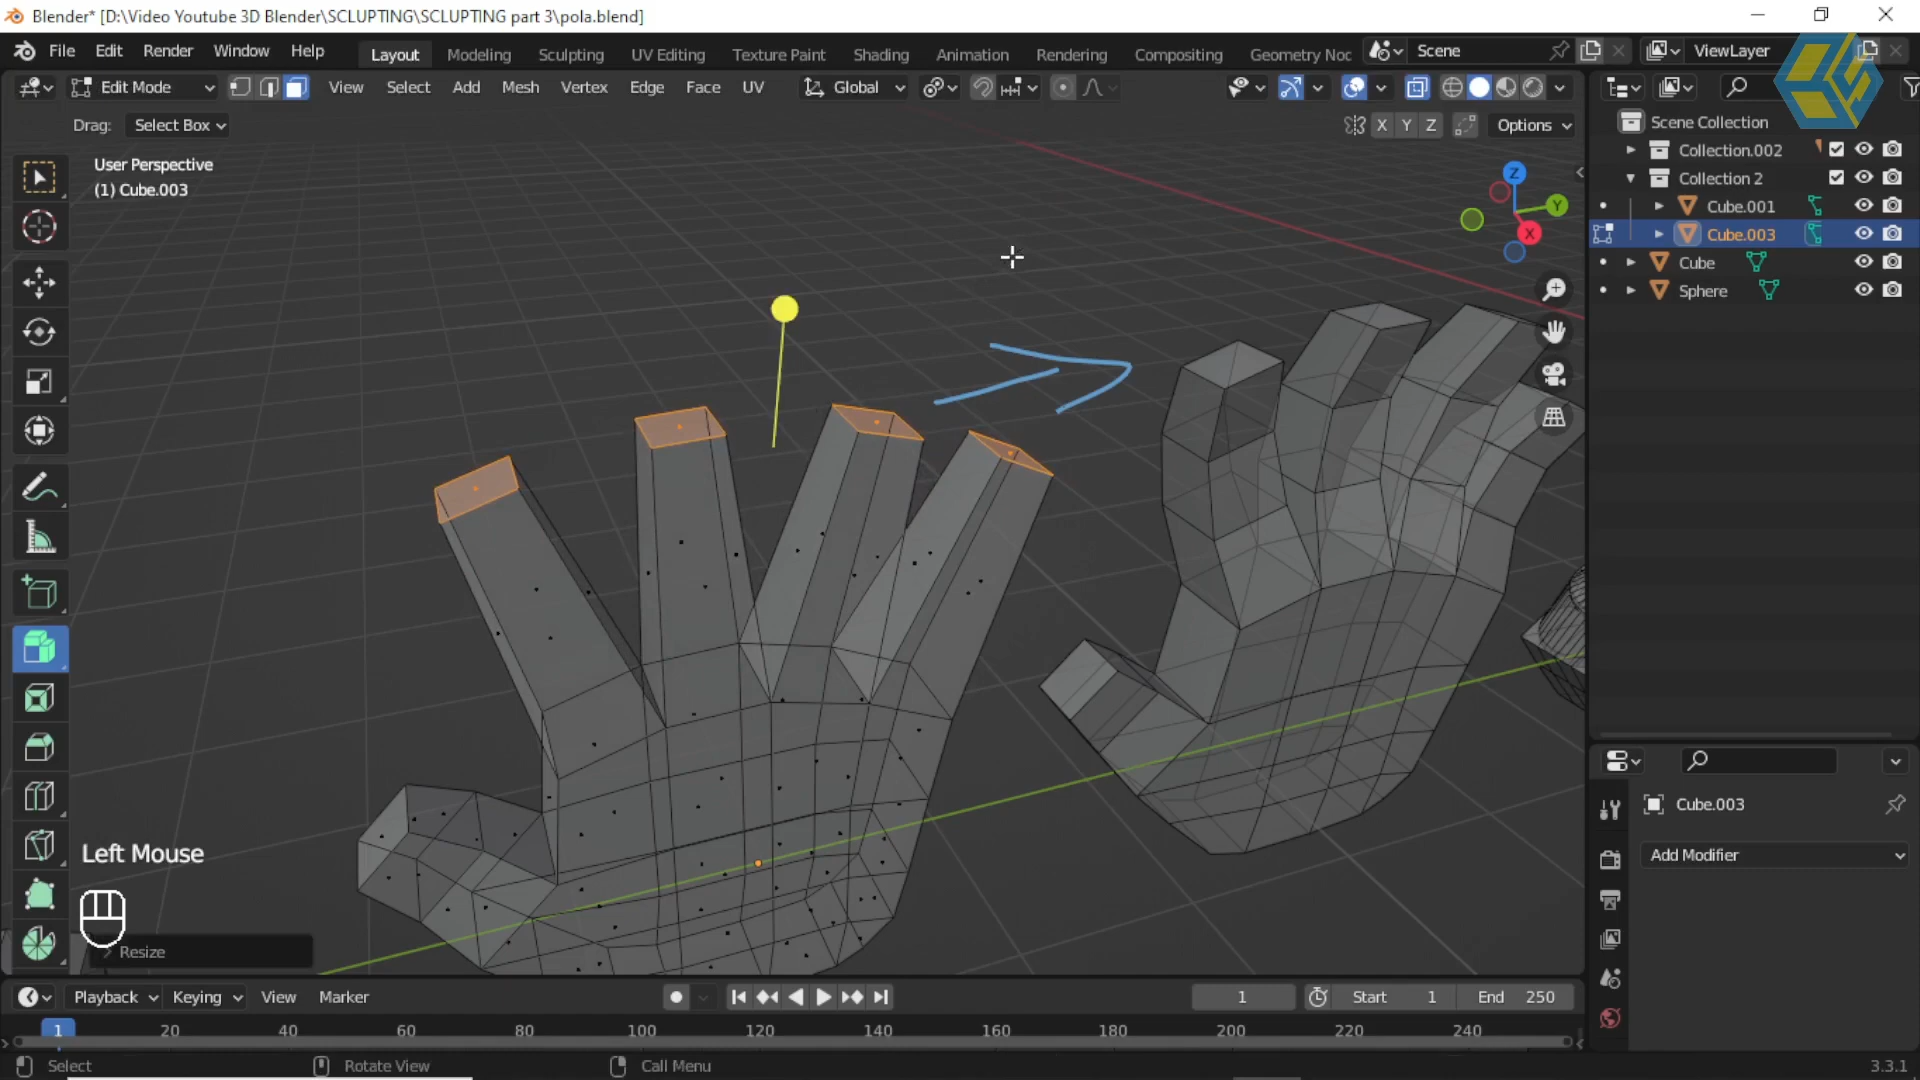 Blender* [D:\Video Youtube 3D Blender\SCLUPTING\SCLUPTING part 3\pola.blend]
File Edit Render Window Help Layout Modeling Sculpting UV Editing Texture Paint Shading Animation Rendering Compositing Geometry Noc Scene ViewLayer
Edit Mode View Select Add Mesh Vertex Edge Face UV Global
Drag: Select Box X Y Z Options
Scene Collection
Collection.002
Collection 2
Cube.001
Cube.003
Cube
Sphere
User Perspective
(1) Cube.003
Z
Y
X
Left Mouse
Resize
Cube.003
Add Modifier
Playback Keying View Marker 1 Start 1 End 250
1 20 40 60 80 100 120 140 160 180 200 220 240
Select Rotate View Call Menu 3.3.1